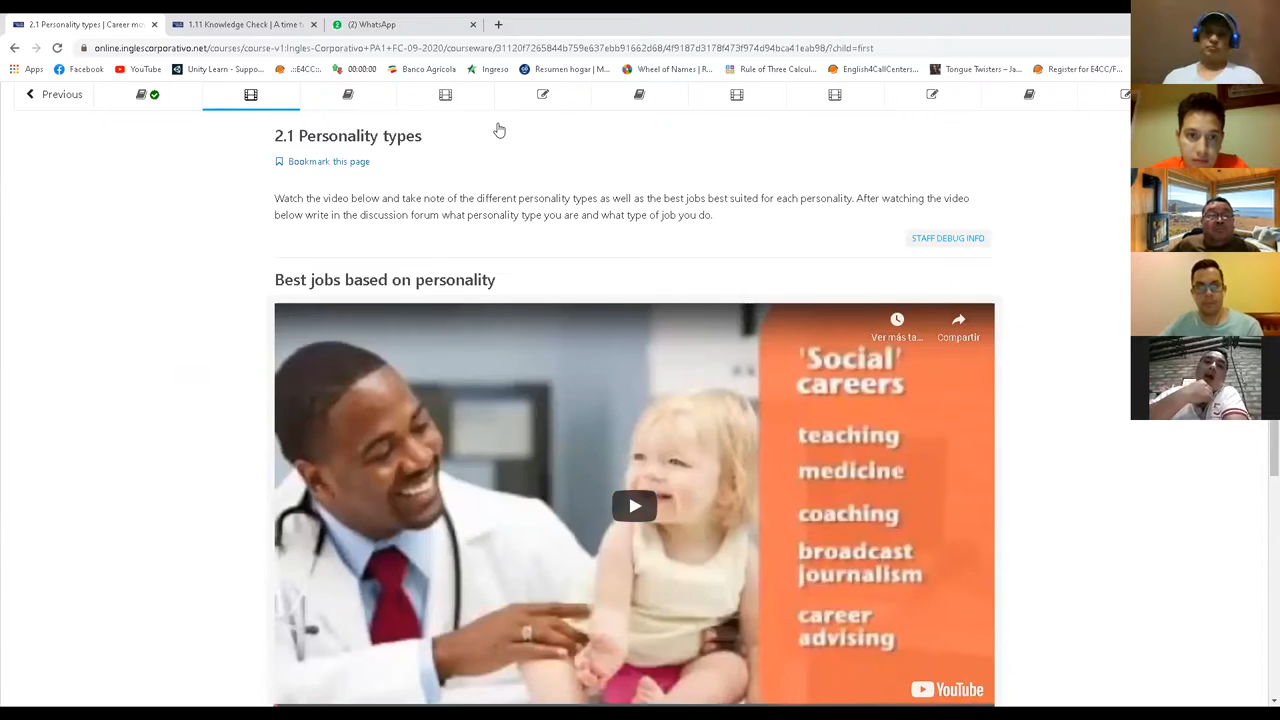 2.1 Personality types | Career mo
1.11 Knowledge Check | A time t
(2) WhatsApp
online.inglescorporativo.net/courses/course-v1:Ingles-Corporativo+PA1+FC-09-2020/courseware/31120f7265844b759e637ebb91662d68/4f9187d3178f473f974d94bca41eab98/?child=first
Apps
Facebook
YouTube
Unity Learn - Suppo...
.::E4CC::.
00:00:00
Banco Agrícola
Ingreso
Resumen hogar | M...
Wheel of Names | R...
Rule of Three Calcul...
English4CallCenters...
Tongue Twisters – Ja...
Register for E4CC/F...
Previous
2.1 Personality types
Bookmark this page
Watch the video below and take note of the different personality types as well as the best jobs best suited for each personality. After watching the video
below write in the discussion forum what personality type you are and what type of job you do.
STAFF DEBUG INFO
Best jobs based on personality
Ver más ta...
Compartir
'Social'
careers
teaching
medicine
coaching
broadcast
journalism
career
advising
YouTube